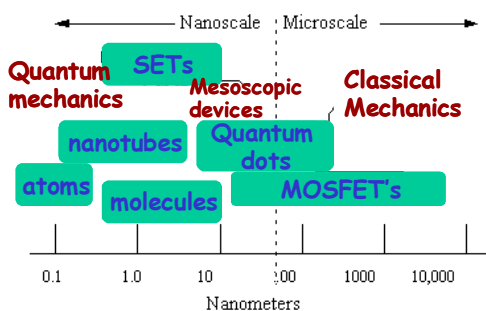 Nanoscale Microscale
SETs
Quantum
mechanics
Mesoscopic
devices
Classical
Mechanics
nanotubes
Quantum
dots
atoms
molecules
MOSFET's
0.1 1.0 10 100 1000 10,000
Nanometers